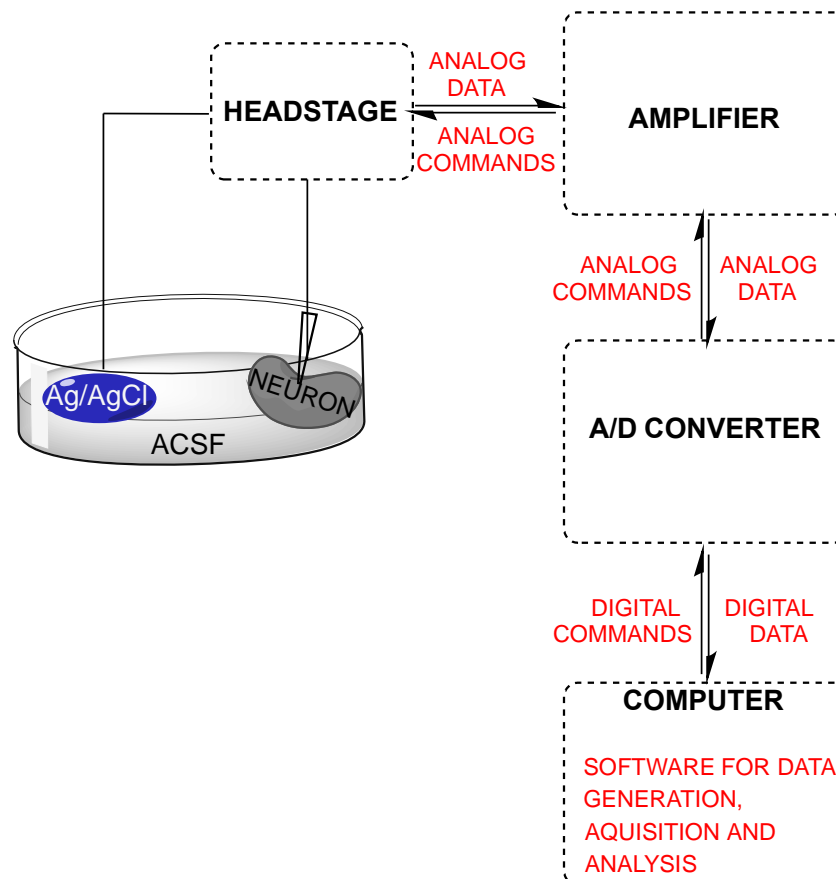 HEADSTAGE
ANALOG
DATA
ANALOG
COMMANDS
AMPLIFIER
ANALOG
COMMANDS
ANALOG
DATA
Ag/AgCl
NEURON
ACSF
A/D CONVERTER
DIGITAL
COMMANDS
DIGITAL
DATA
COMPUTER
SOFTWARE FOR DATA
GENERATION,
AQUISITION AND
ANALYSIS